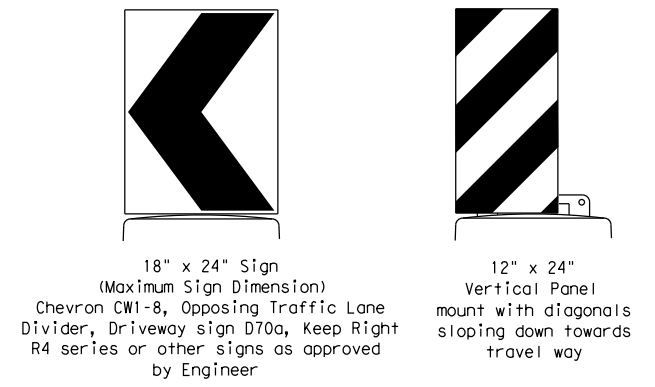 18" x 24" Sign
(Maximum Sign Dimension)
Chevron CW1-8, Opposing Traffic Lane
Divider, Driveway sign D70a, Keep Right
R4 series or other signs as approved
by Engineer
12" x 24"
Vertical Panel
mount with diagonals
sloping down towards
travel way